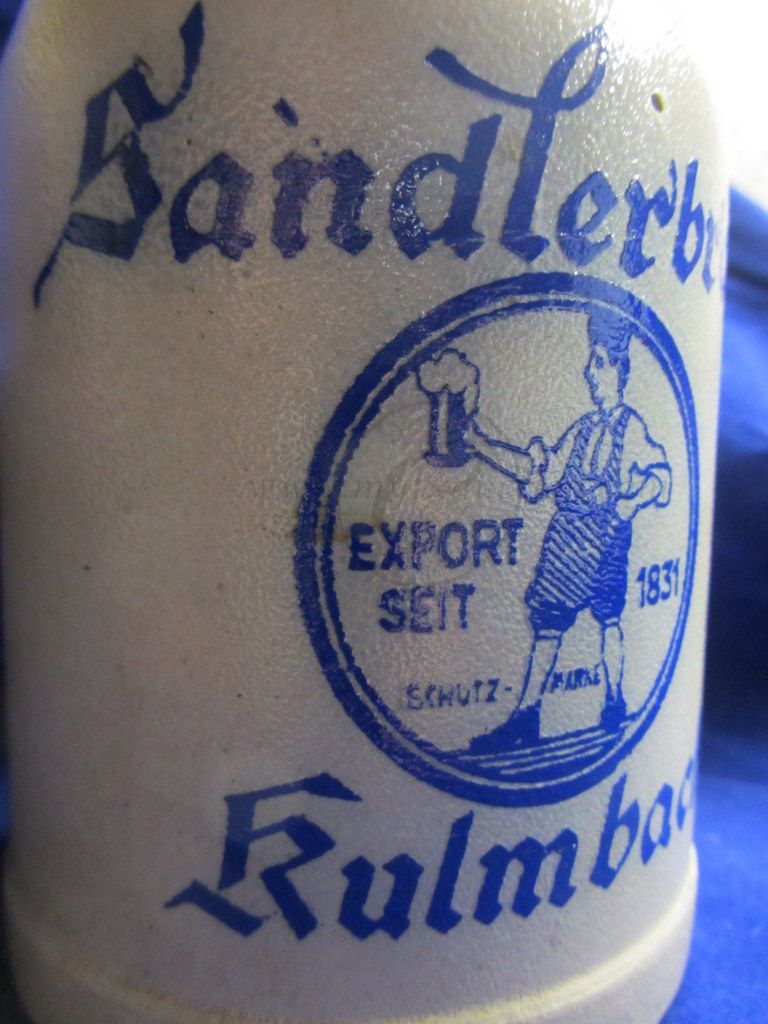 Sandlerbr
EXPORT
SEIT
1831
SCHUTZ-MARKE
Kulmbac